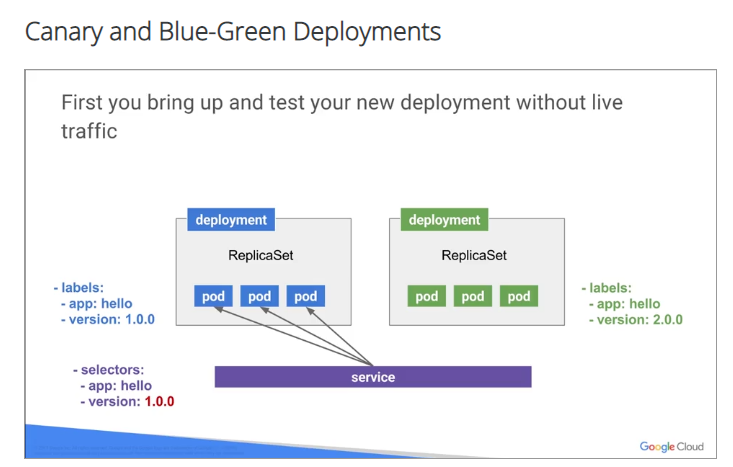 Canary and Blue-Green Deployments
First you bring up and test your new deployment without live
traffic
deployment
deployment
ReplicaSet
ReplicaSet
- labels:
- app: hello
- version: 1.0.0
pod pod pod
pod pod pod
- labels:
- app: hello
- version: 2.0.0
- selectors:
- app: hello
- version: 1.0.0
service
Google Cloud